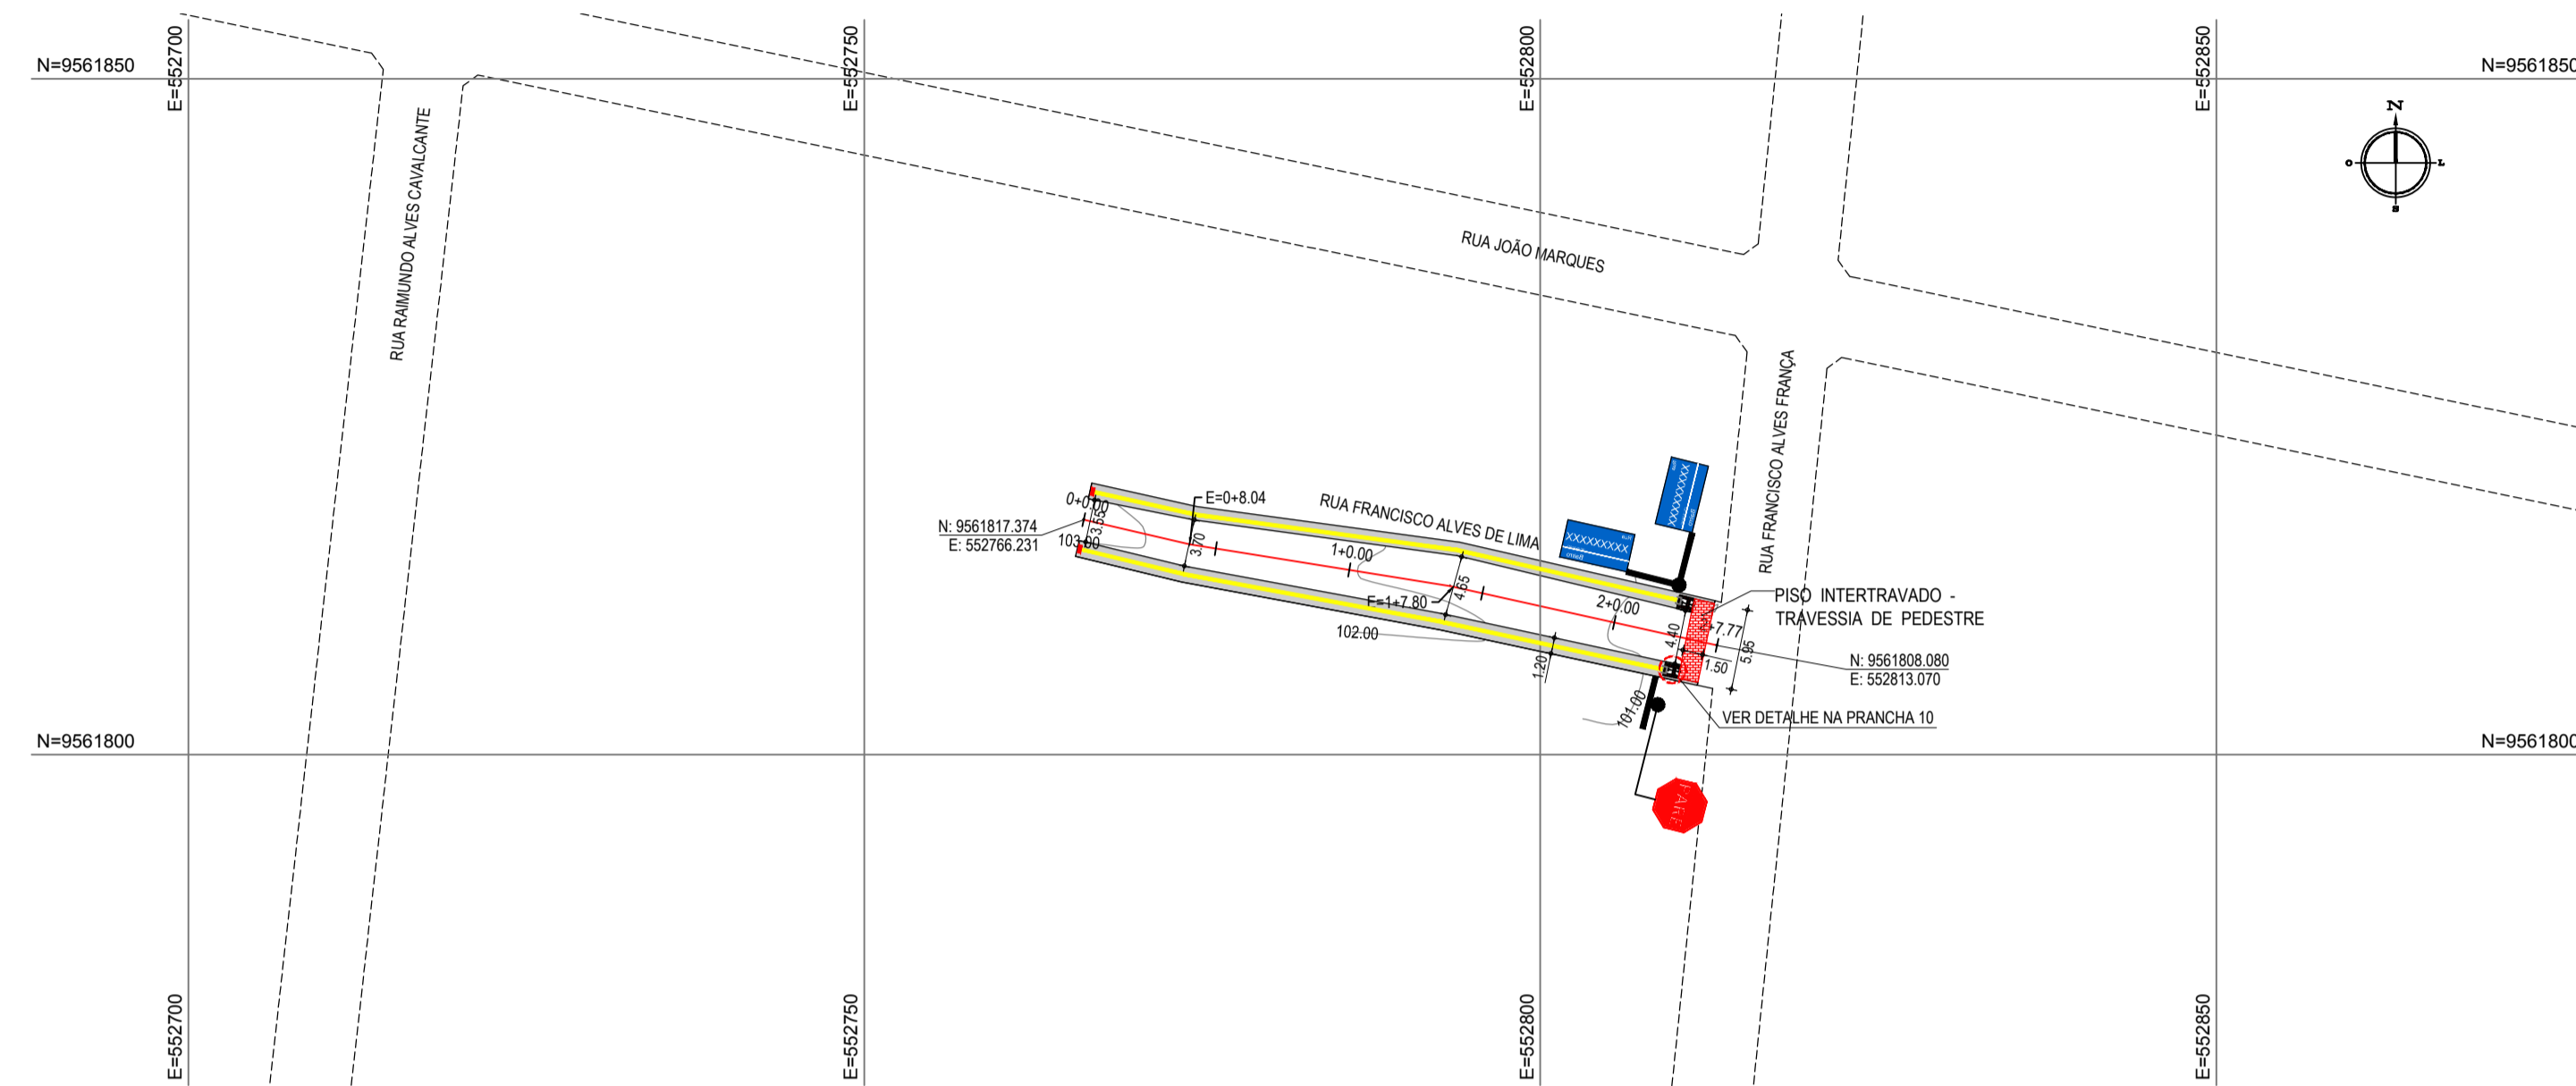 E=552700
E=552750
E=552800
E=552850
N=9561850
N=9561850
N
O
L
S
RUA RAIMUNDO ALVES CAVALCANTE
RUA JOÃO MARQUES
RUA FRANCISCO ALVES FRANÇA
RUA FRANCISCO ALVES DE LIMA
0+0.00
E=0+8.04
N: 9561817.374
E: 552766.231
3.55
103.00
3.70
1+0.00
4.65
E=1+7.80
102.00
2+0.00
XXXXXXXXX
XXXXXXXXX
PISO INTERTRAVADO -
TRAVESSIA DE PEDESTRE
4.40
+7.77
1.50
5.95
1.20
N: 9561808.080
E: 552813.070
101.00
VER DETALHE NA PRANCHA 10
N=9561800
N=9561800
PARE
E=552700
E=552750
E=552800
E=552850